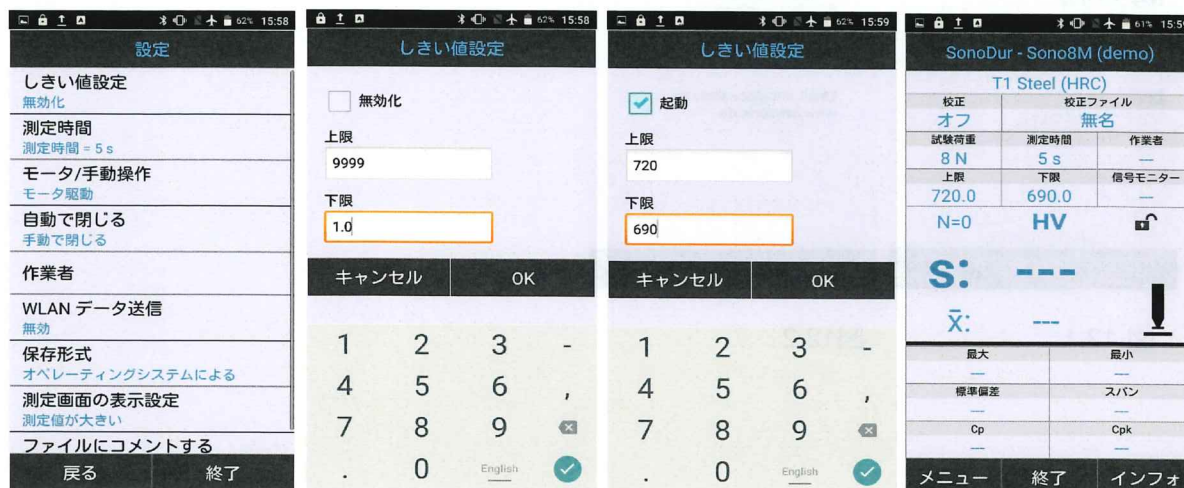 15:58
設定
しきい値設定
無効化
測定時間
測定時間 = 5 s
モータ/手動操作
モータ駆動
自動で閉じる
手動で閉じる
作業者
WLAN データ送信
無効
保存形式
オペレーティングシステムによる
測定画面の表示設定
測定値が大きい
ファイルにコメントする
戻る 終了
62% 15:58
しきい値設定
無効化
上限
9999
下限
1.0
キャンセル OK
1 2 3 -
4 5 6 ,
7 8 9
. 0 English
62% 15:59
しきい値設定
起動
上限
720
下限
690
キャンセル OK
1 2 3 -
4 5 6 ,
7 8 9
. 0 English
61%
SonoDur - Sono8M (demo)
T1 Steel (HRC)
校正 校正ファイル
オフ 無名
試験荷重 測定時間 作業者
8 N 5 s ---
上限 下限 信号モニター
720.0 690.0 ---
N=0 HV
s: ---
x̄: ---
最大 最小
--- ---
標準偏差 スパン
--- ---
Cp Cpk
--- ---
メニュー 終了 インフォ